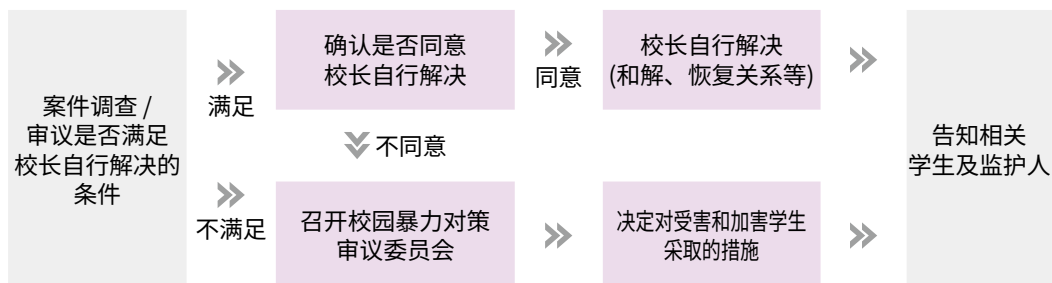 案件调查 /
审议是否满足
校长自行解决的
条件
满足
确认是否同意
校长自行解决
同意
校长自行解决
(和解、恢复关系等)
不同意
不满足
召开校园暴力对策
审议委员会
决定对受害和加害学生
采取的措施
告知相关
学生及监护人